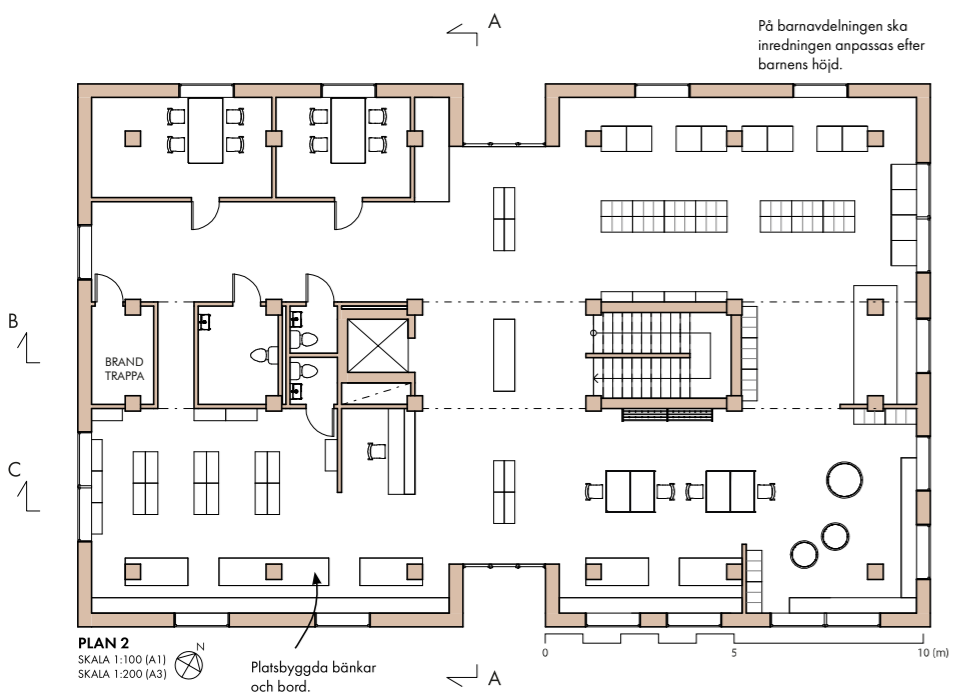 A
På barnavdelningen ska
inredningen anpassas efter
barnens höjd.
B
BRAND
TRAPPA
C
PLAN 2
SKALA 1:100 (A1)
SKALA 1:200 (A3)
N
Platsbyggda bänkar
och bord.
A
0 5 10 (m)